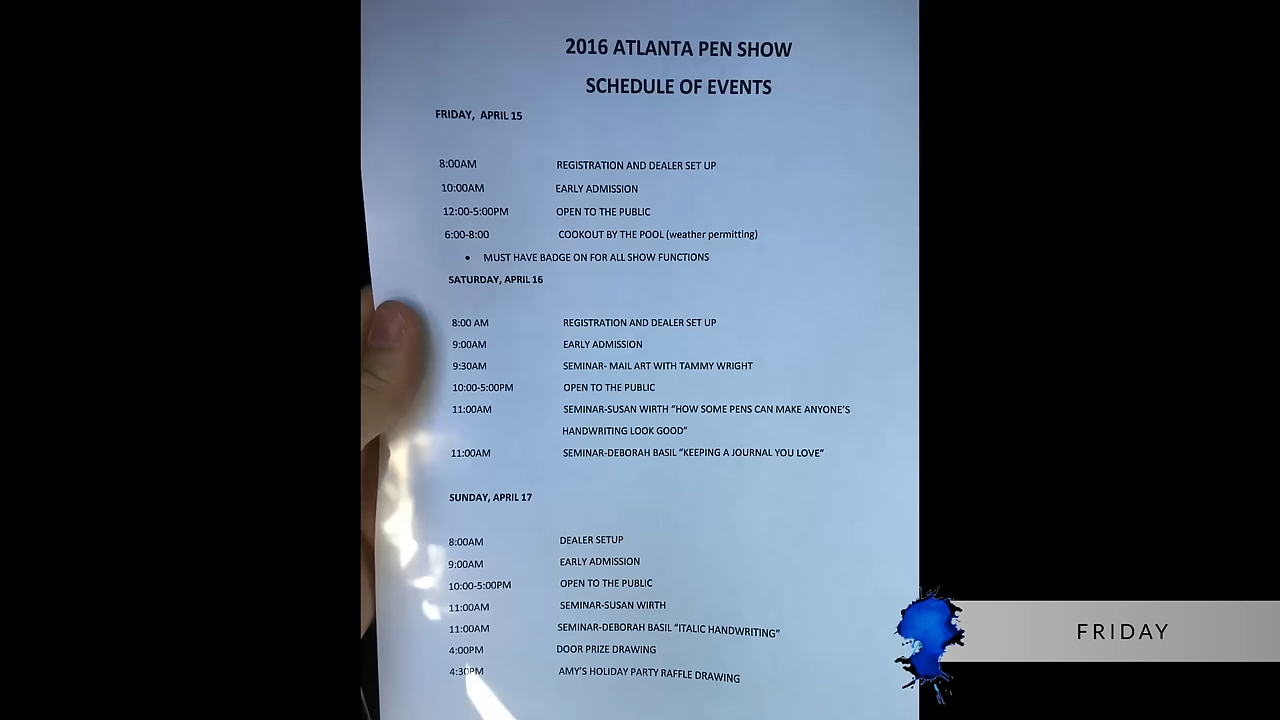 2016 ATLANTA PEN SHOW
SCHEDULE OF EVENTS
FRIDAY, APRIL 15
8:00AM REGISTRATION AND DEALER SET UP
10:00AM EARLY ADMISSION
12:00-5:00PM OPEN TO THE PUBLIC
6:00-8:00 COOKOUT BY THE POOL (weather permitting)
• MUST HAVE BADGE ON FOR ALL SHOW FUNCTIONS
SATURDAY, APRIL 16
8:00 AM REGISTRATION AND DEALER SET UP
9:00AM EARLY ADMISSION
9:30AM SEMINAR- MAIL ART WITH TAMMY WRIGHT
10:00-5:00PM OPEN TO THE PUBLIC
11:00AM SEMINAR-SUSAN WIRTH “HOW SOME PENS CAN MAKE ANYONE’S
HANDWRITING LOOK GOOD”
11:00AM SEMINAR-DEBORAH BASIL “KEEPING A JOURNAL YOU LOVE”
SUNDAY, APRIL 17
8:00AM DEALER SETUP
9:00AM EARLY ADMISSION
10:00-5:00PM OPEN TO THE PUBLIC
11:00AM SEMINAR-SUSAN WIRTH
11:00AM SEMINAR-DEBORAH BASIL “ITALIC HANDWRITING”
4:00PM DOOR PRIZE DRAWING
4:30PM AMY’S HOLIDAY PARTY RAFFLE DRAWING
FRIDAY